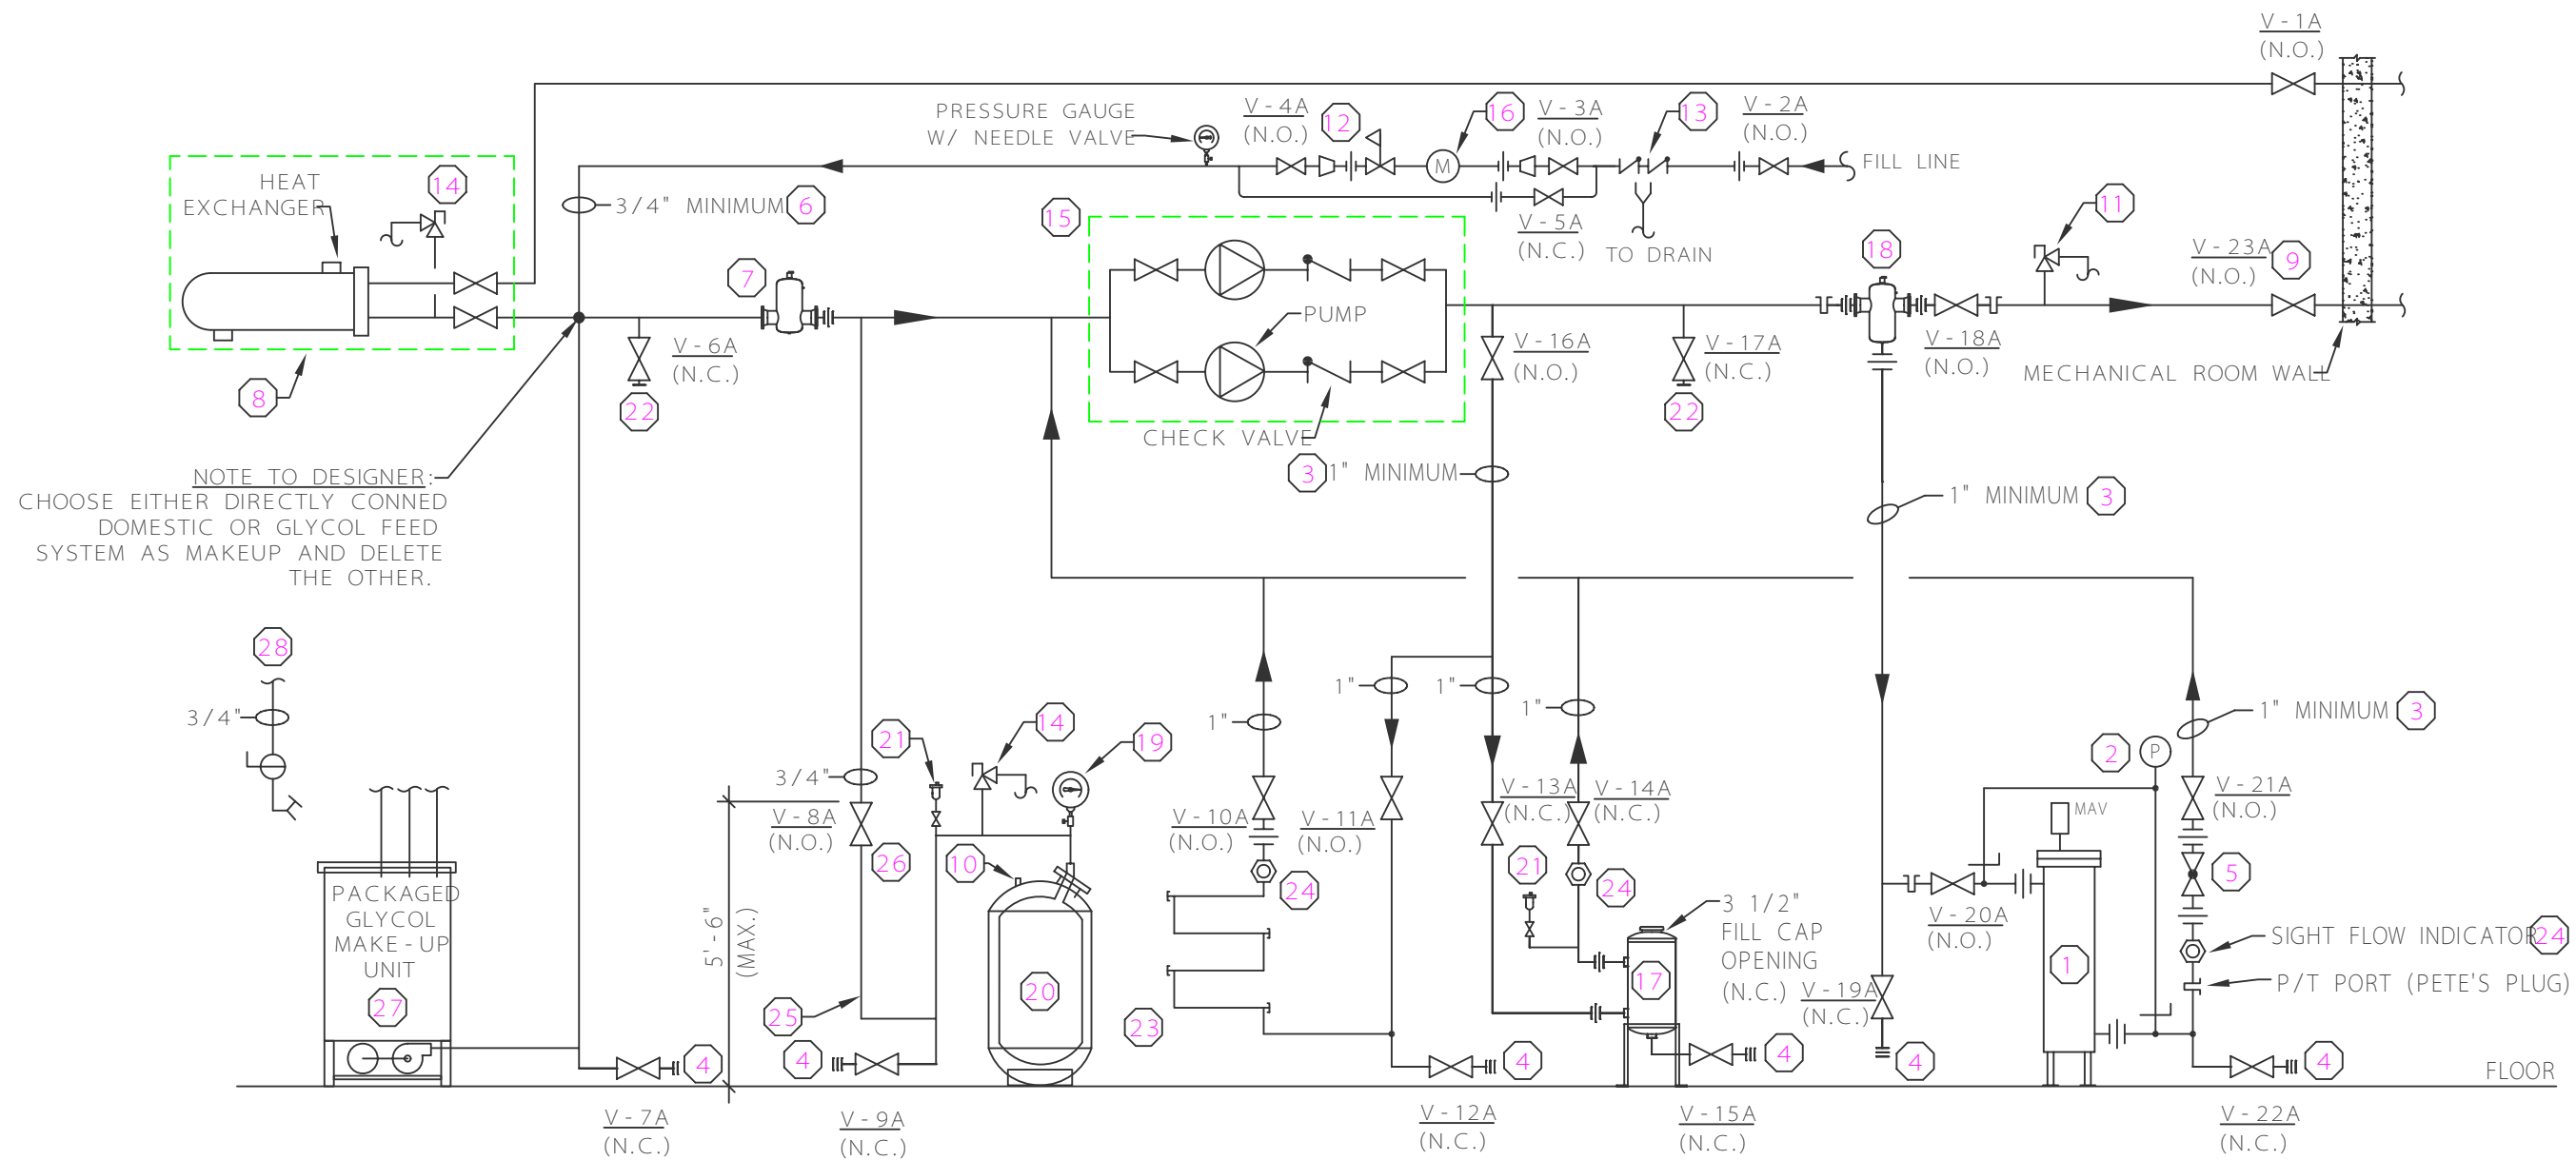 V-1A
(N.O.)
PRESSURE GAUGE
W/ NEEDLE VALVE
V-4A
(N.O.)
12
16
V-3A
(N.O.)
13
V-2A
(N.O.)
M
FILL LINE
HEAT
EXCHANGER
14
3/4" MINIMUM 6
15
V-5A
(N.C.)
TO DRAIN
11
18
V-23A
(N.O.)
9
7
PUMP
V-6A
(N.C.)
V-16A
(N.O.)
V-17A
(N.C.)
V-18A
(N.O.)
MECHANICAL ROOM WALL
8
22
22
CHECK VALVE
3 1" MINIMUM
1" MINIMUM 3
NOTE TO DESIGNER:
CHOOSE EITHER DIRECTLY CONNED
DOMESTIC OR GLYCOL FEED
SYSTEM AS MAKEUP AND DELETE
THE OTHER.
28
3/4"
1"
1"
1"
1"
1" MINIMUM 3
21
14
19
2
P
3/4"
V-8A
(N.O.)
26
10
V-10A
(N.O.)
V-11A
(N.O.)
V-13A
(N.C.)
V-14A
(N.C.)
V-21A
(N.O.)
MAV
21
24
24
5
5'-6"
(MAX.)
PACKAGED
GLYCOL
MAKE-UP
UNIT
27
3 1/2"
FILL CAP
OPENING
(N.C.)
V-20A
(N.O.)
SIGHT FLOW INDICATOR 24
P/T PORT (PETE'S PLUG)
25
20
23
17
V-19A
(N.C.)
1
4
4
4
4
4
4
FLOOR
V-7A
(N.C.)
V-9A
(N.C.)
V-12A
(N.C.)
V-15A
(N.C.)
V-22A
(N.C.)